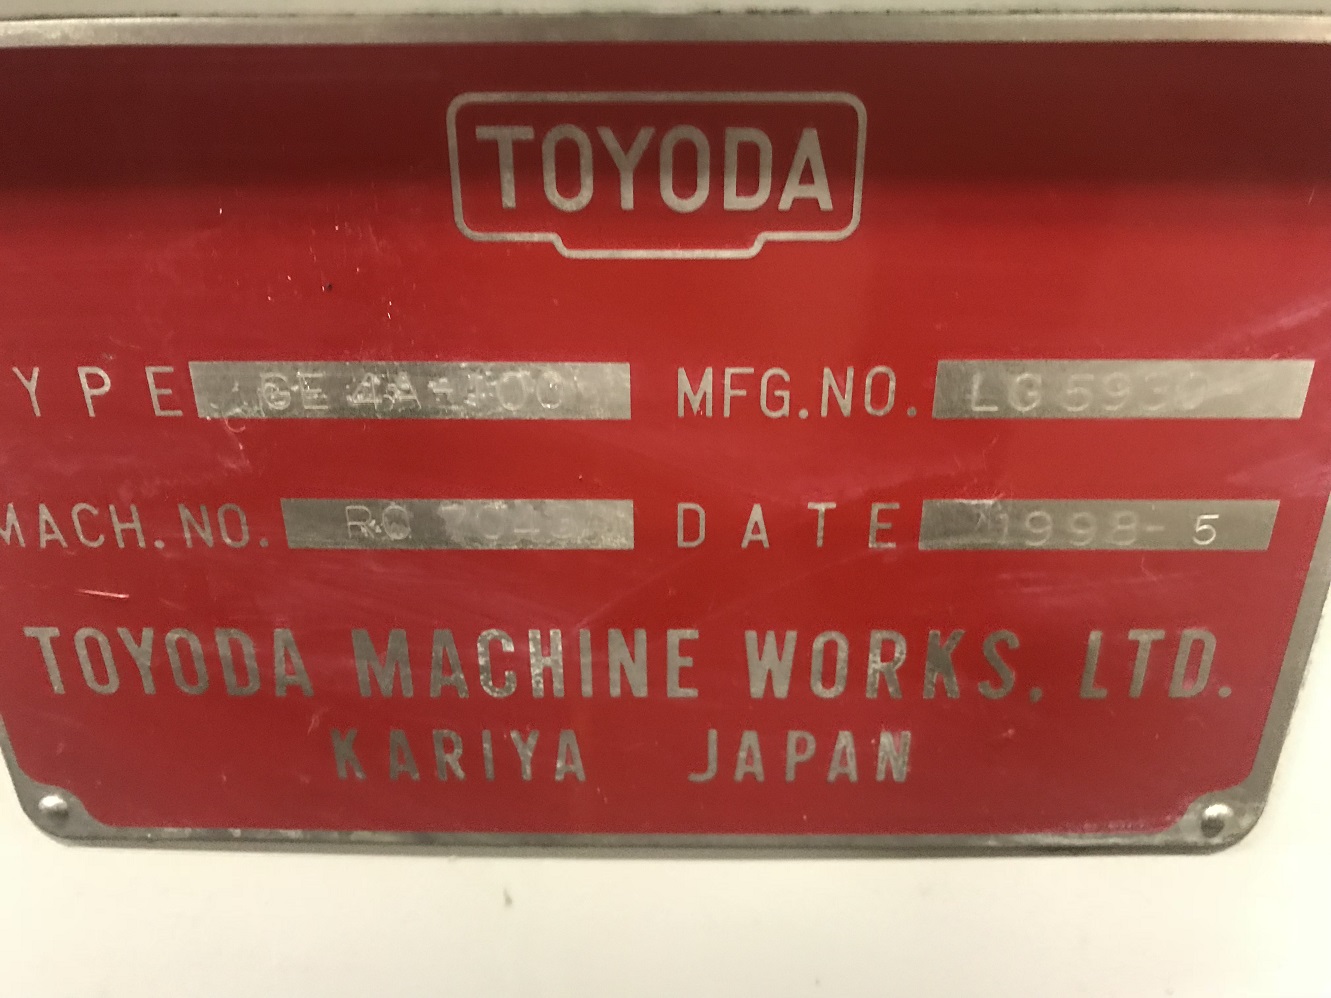 TOYODA
YPE MFG.NO.
MACH. NO. DATE 1998- 5
TOYODA MACHINE WORKS, LTD.
KARIYA JAPAN